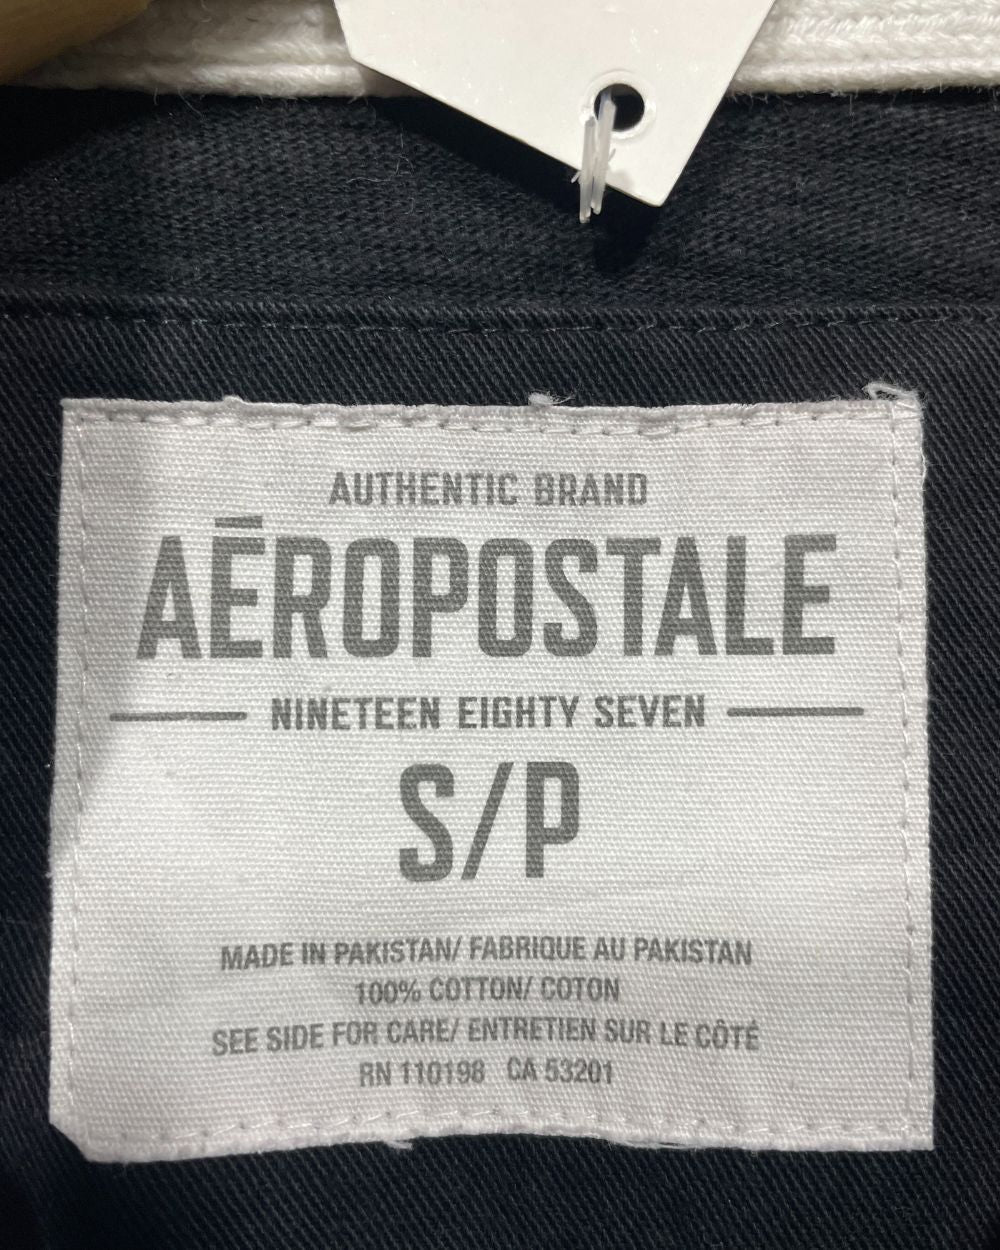 AUTHENTIC BRAND
AÉROPOSTALE
NINETEEN EIGHTY SEVEN
S/P
MADE IN PAKISTAN/ FABRIQUE AU PAKISTAN
100% COTTON/ COTON
SEE SIDE FOR CARE/ ENTRETIEN SUR LE CÔTÉ
RN 110198 CA 53201